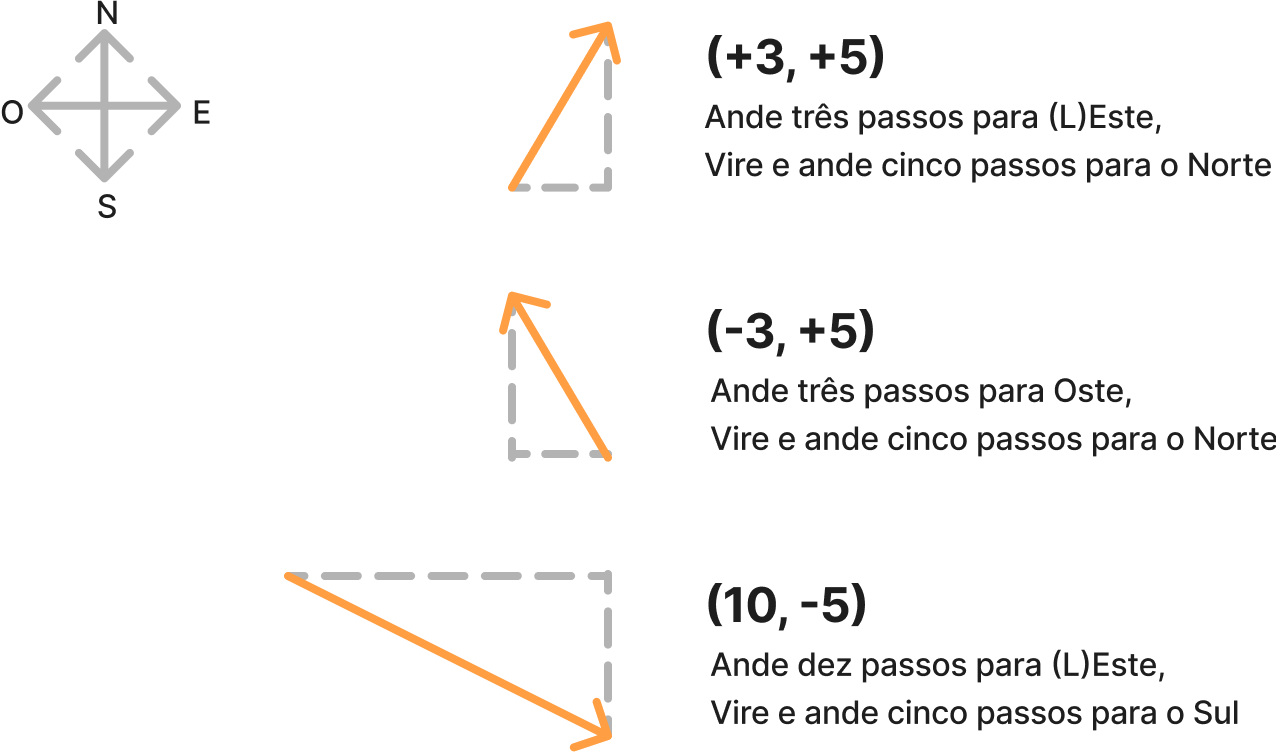 N
O
E
S
(+3, +5)
Ande três passos para (L)Este,
Vire e ande cinco passos para o Norte
(-3, +5)
Ande três passos para Oste,
Vire e ande cinco passos para o Norte
(10, -5)
Ande dez passos para (L)Este,
Vire e ande cinco passos para o Sul